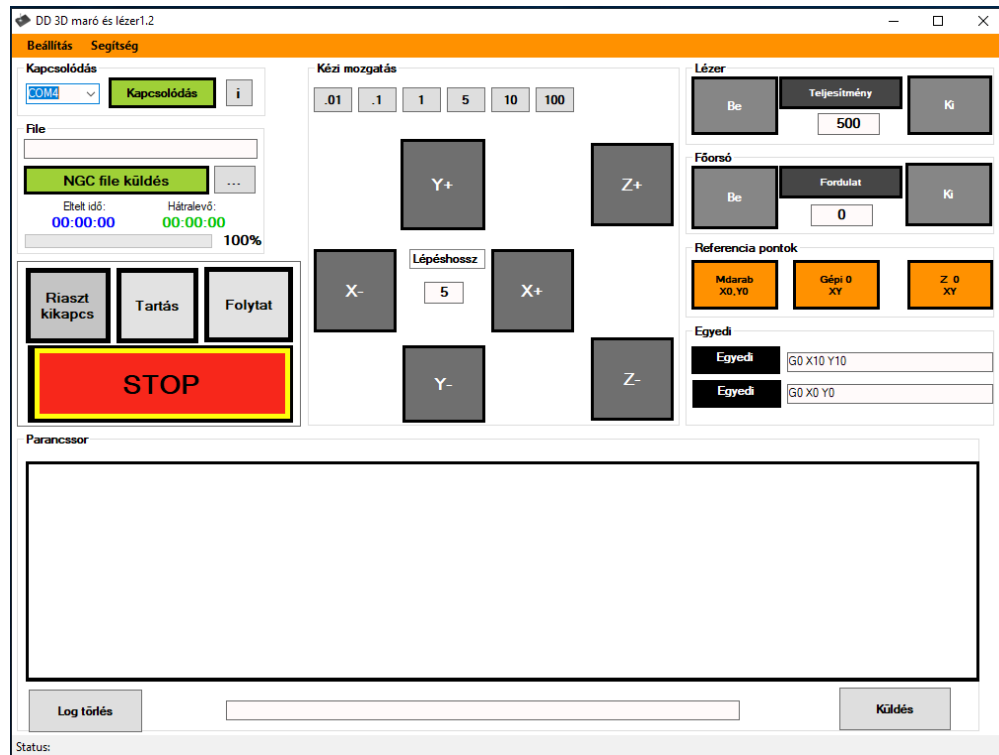 DD 3D maró és lézer1.2
Beállítás Segítség
Kapcsolódás
COM4 Kapcsolódás i
File
NGC file küldés ...
Eltelt idő: Hátralevő:
00:00:00 00:00:00
100%
Riaszt
kikapcs
Tartás
Folytat
STOP
Kézi mozgatás
.01 .1 1 5 10 100
Y+
Z+
Lépéshossz
X- 5 X+
Y-
Z-
Lézer
Be Teljesítmény Ki
500
Főorsó
Be Fordulat Ki
0
Referencia pontok
Mdarab
X0,Y0
Gépi 0
XY
Z 0
XY
Egyedi
Egyedi G0 X10 Y10
Egyedi G0 X0 Y0
Parancssor
Log törlés
Küldés
Status: